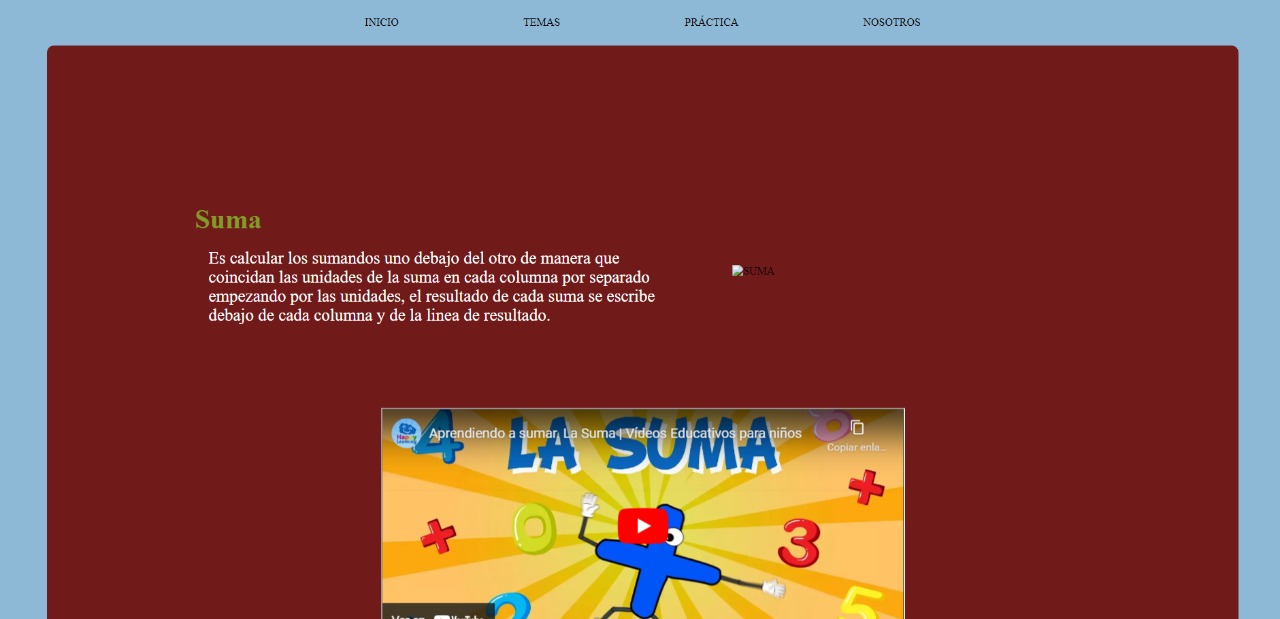 INICIO TEMAS PRÁCTICA NOSOTROS
Suma
Es calcular los sumandos uno debajo del otro de manera que
coincidan las unidades de la suma en cada columna por separado
empezando por las unidades, el resultado de cada suma se escribe
debajo de cada columna y de la linea de resultado.
SUMA
Aprendiendo a sumar. La Suma | Vídeos Educativos para niños
Copiar enla...
LA SUMA
4 8
+ +
0 3
2 5
Ver en YouTube